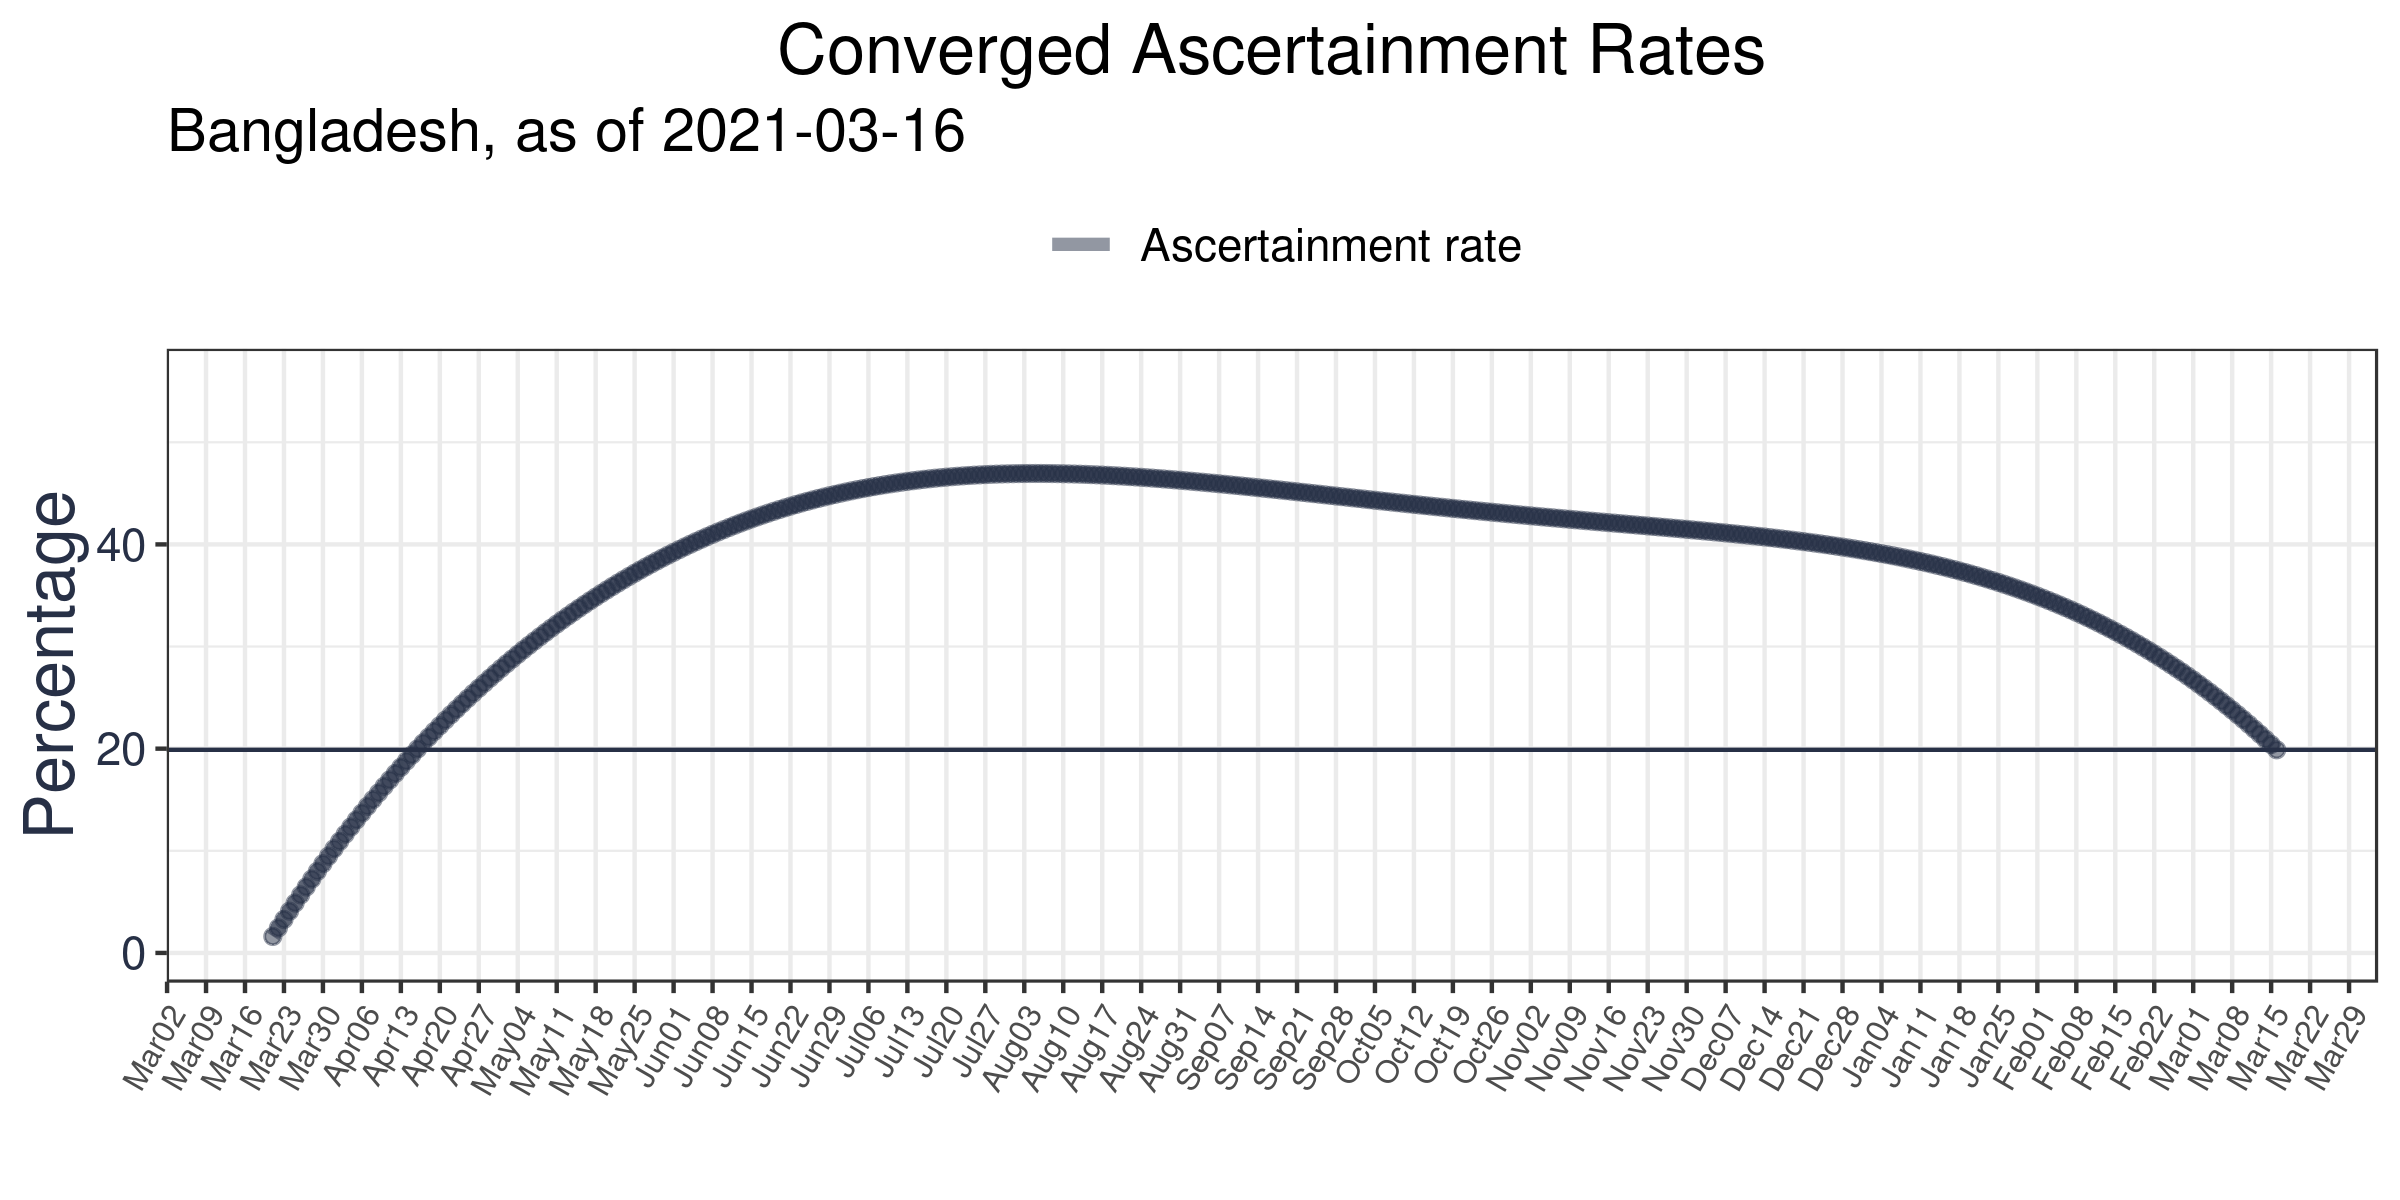 Converged Ascertainment Rates
Bangladesh, as of 2021-03-16
Ascertainment rate
Percentage
40
20
0
Mar02
Mar09
Mar16
Mar23
Mar30
Apr06
Apr13
Apr20
Apr27
May04
May11
May18
May25
Jun01
Jun08
Jun15
Jun22
Jun29
Jul06
Jul13
Jul20
Jul27
Aug03
Aug10
Aug17
Aug24
Aug31
Sep07
Sep14
Sep21
Sep28
Oct05
Oct12
Oct19
Oct26
Nov02
Nov09
Nov16
Nov23
Nov30
Dec07
Dec14
Dec21
Dec28
Jan04
Jan11
Jan18
Jan25
Feb01
Feb08
Feb15
Feb22
Mar01
Mar08
Mar15
Mar22
Mar29